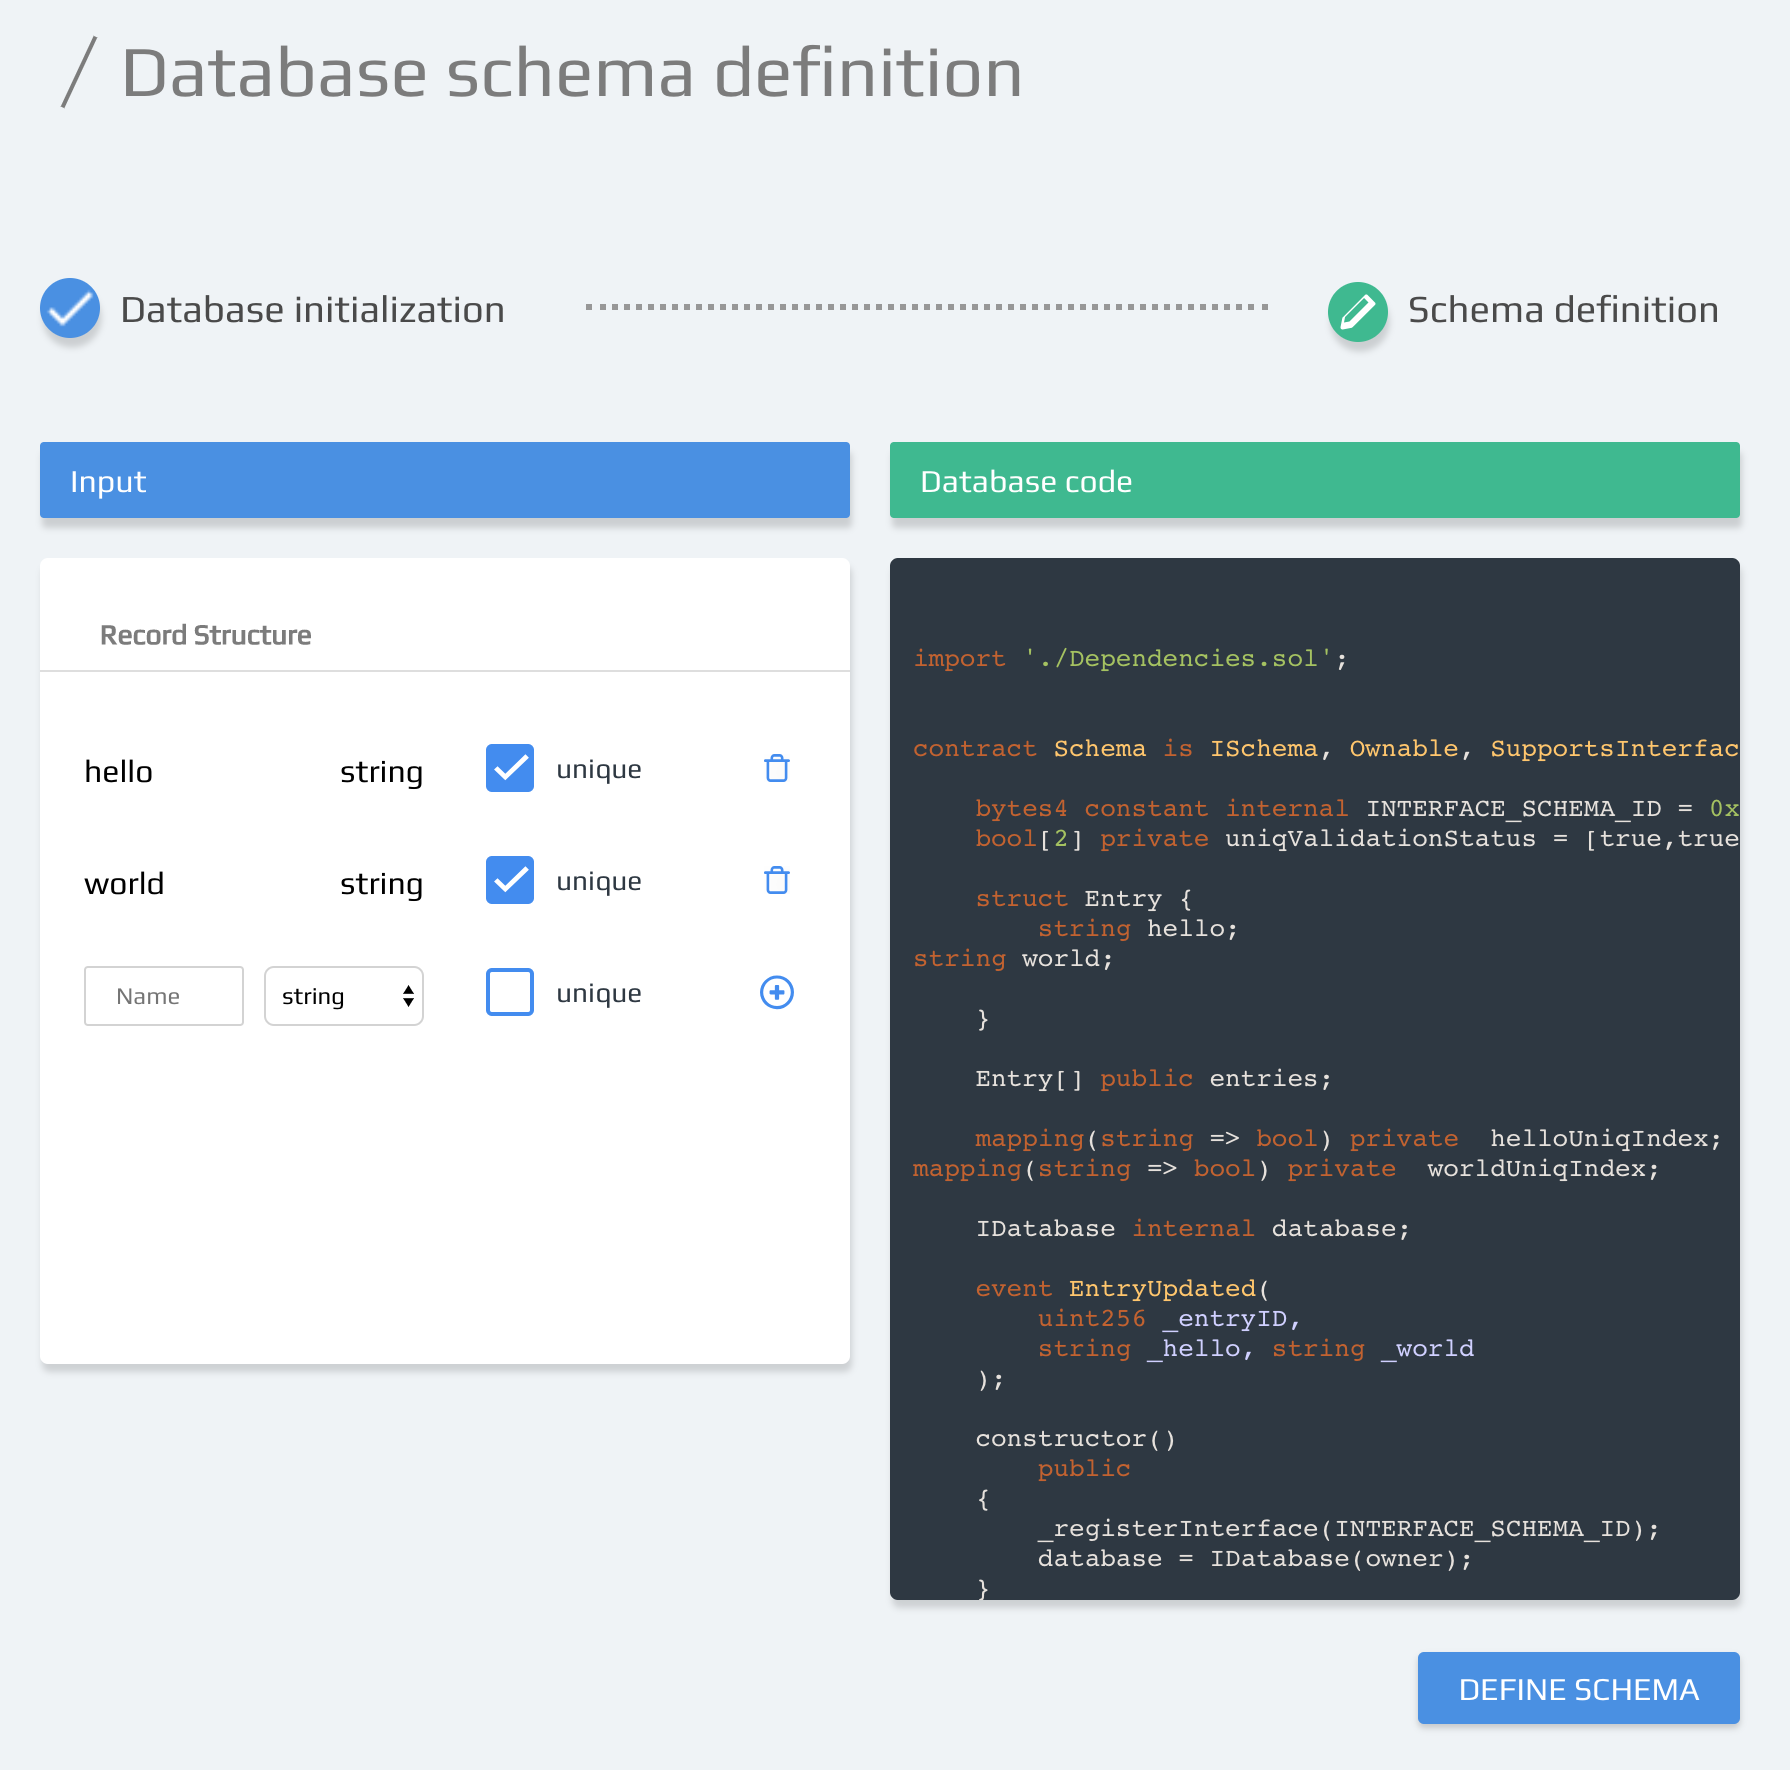 / Database schema definition
Database initialization
Schema definition
Input
Record Structure
hello string unique
world string unique
Name string unique
Database code
import './Dependencies.sol';
contract Schema is ISchema, Ownable, SupportsInterfac
bytes4 constant internal INTERFACE_SCHEMA_ID = 0x
bool[2] private uniqValidationStatus = [true,true
struct Entry {
string hello;
string world;
}
Entry[] public entries;
mapping(string => bool) private  helloUniqIndex;
mapping(string => bool) private  worldUniqIndex;
IDatabase internal database;
event EntryUpdated(
uint256 _entryID,
string _hello, string _world
);
constructor()
public
{
_registerInterface(INTERFACE_SCHEMA_ID);
database = IDatabase(owner);
}
DEFINE SCHEMA